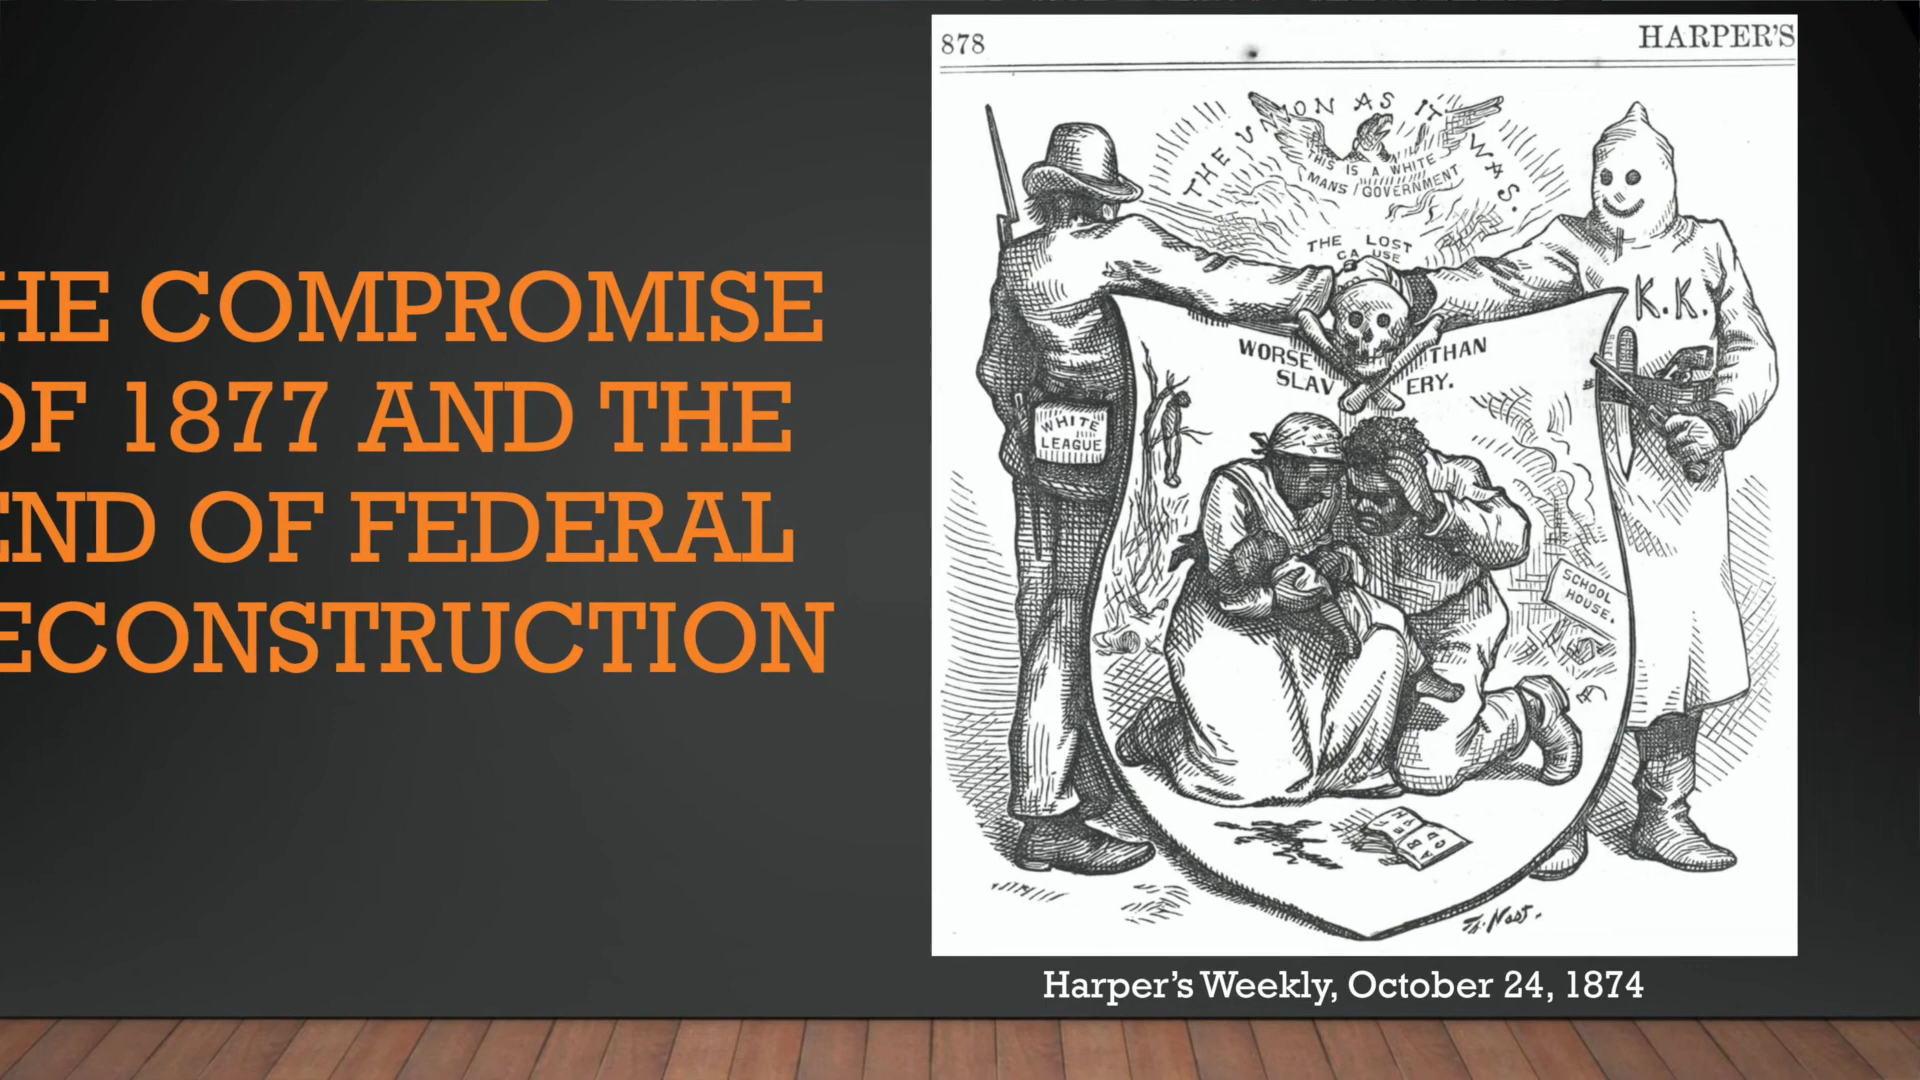 HE COMPROMISE
OF 1877 AND THE
END OF FEDERAL
ECONSTRUCTION
878
HARPER'S
THE UNION AS IT WAS.
THIS IS A WHITE
MANS GOVERNMENT
THE LOST
CAUSE
K.K.
WORSE THAN
SLAVERY.
WHITE
LEAGUE
SCHOOL
HOUSE.
Th. Nast.
Harper's Weekly, October 24, 1874